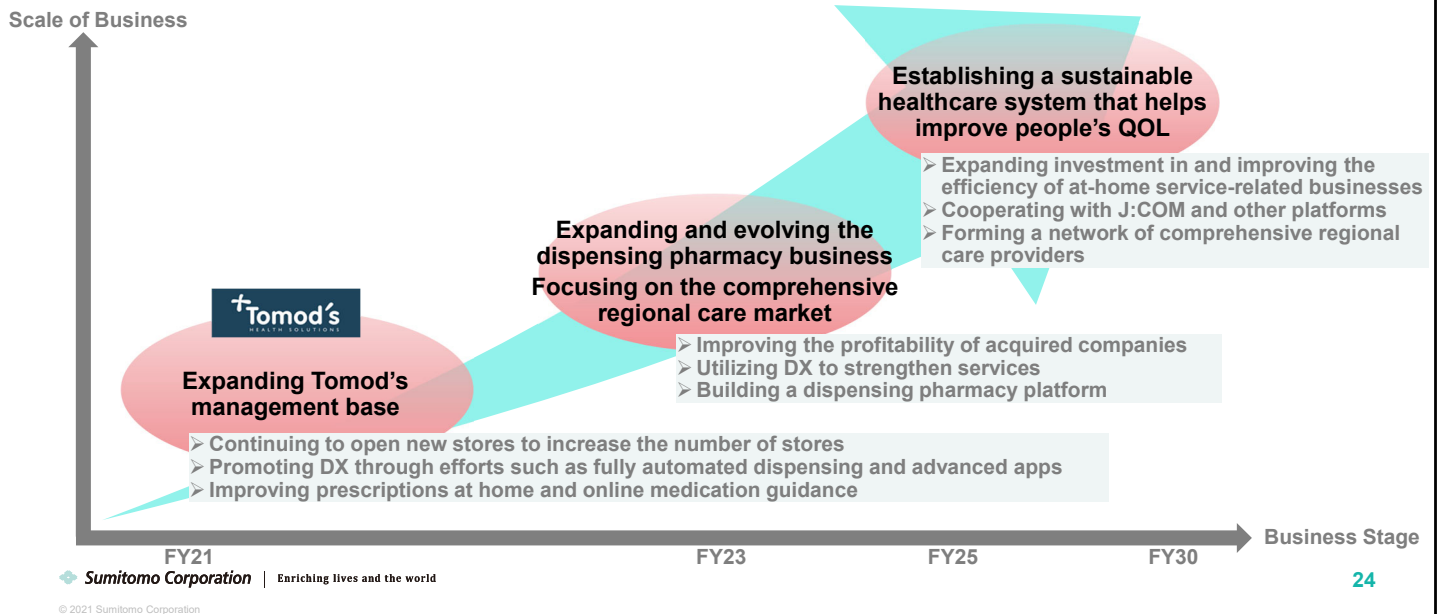 Scale of Business
Establishing a sustainable
healthcare system that helps
improve people's QOL
➢ Expanding investment in and improving the
efficiency of at-home service-related businesses
➢ Cooperating with J:COM and other platforms
➢ Forming a network of comprehensive regional
care providers
Expanding and evolving the
dispensing pharmacy business
Focusing on the comprehensive
regional care market
➢ Improving the profitability of acquired companies
➢ Utilizing DX to strengthen services
➢ Building a dispensing pharmacy platform
Tomod's
HEALTH SOLUTIONS
Expanding Tomod's
management base
➢ Continuing to open new stores to increase the number of stores
➢ Promoting DX through efforts such as fully automated dispensing and advanced apps
➢ Improving prescriptions at home and online medication guidance
Business Stage
FY21 FY23 FY25 FY30
Sumitomo Corporation | Enriching lives and the world
24
© 2021 Sumitomo Corporation